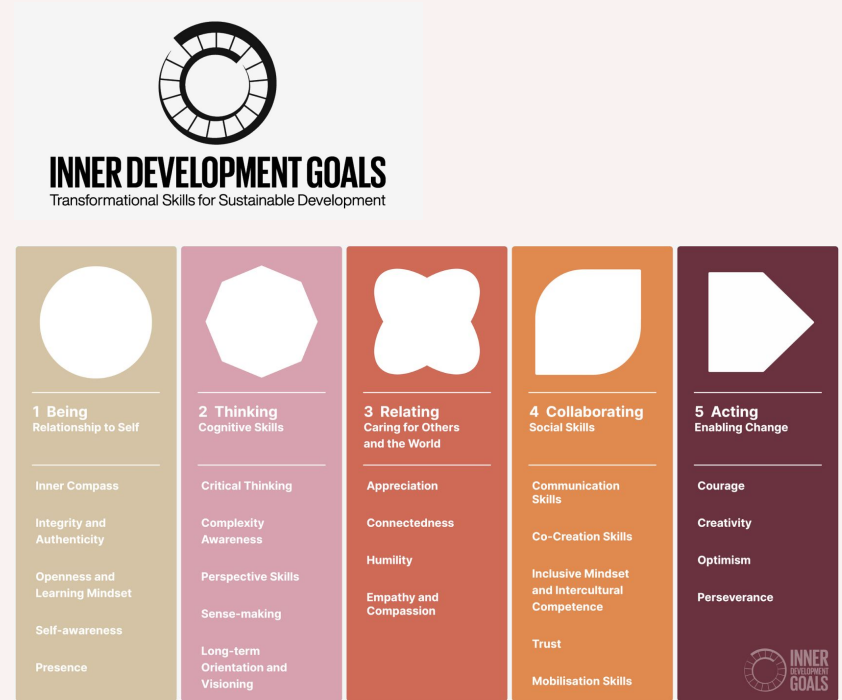 INNER DEVELOPMENT GOALS
Transformational Skills for Sustainable Development
1 Being
Relationship to Self
Inner Compass
Integrity and
Authenticity
Openness and
Learning Mindset
Self-awareness
Presence
2 Thinking
Cognitive Skills
Critical Thinking
Complexity
Awareness
Perspective Skills
Sense-making
Long-term
Orientation and
Visioning
3 Relating
Caring for Others
and the World
Appreciation
Connectedness
Humility
Empathy and
Compassion
4 Collaborating
Social Skills
Communication
Skills
Co-Creation Skills
Inclusive Mindset
and Intercultural
Competence
Trust
Mobilisation Skills
5 Acting
Enabling Change
Courage
Creativity
Optimism
Perseverance
INNER
DEVELOPMENT
GOALS